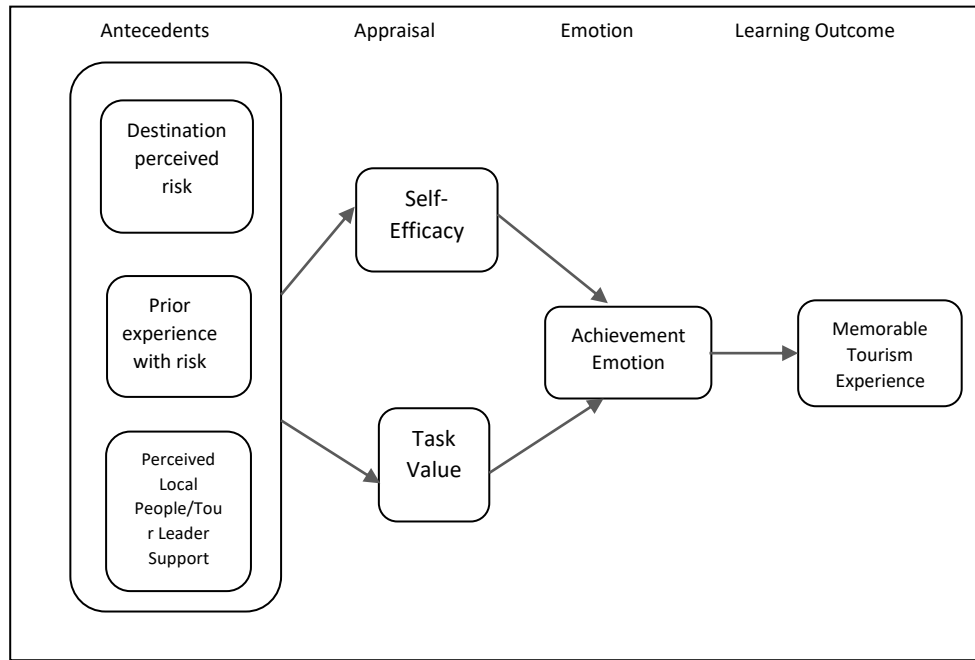 Antecedents
Appraisal
Emotion
Learning Outcome
Destination
perceived
risk
Prior
experience
with risk
Perceived
Local
People/Tou
r Leader
Support
Self-
Efficacy
Task
Value
Achievement
Emotion
Memorable
Tourism
Experience